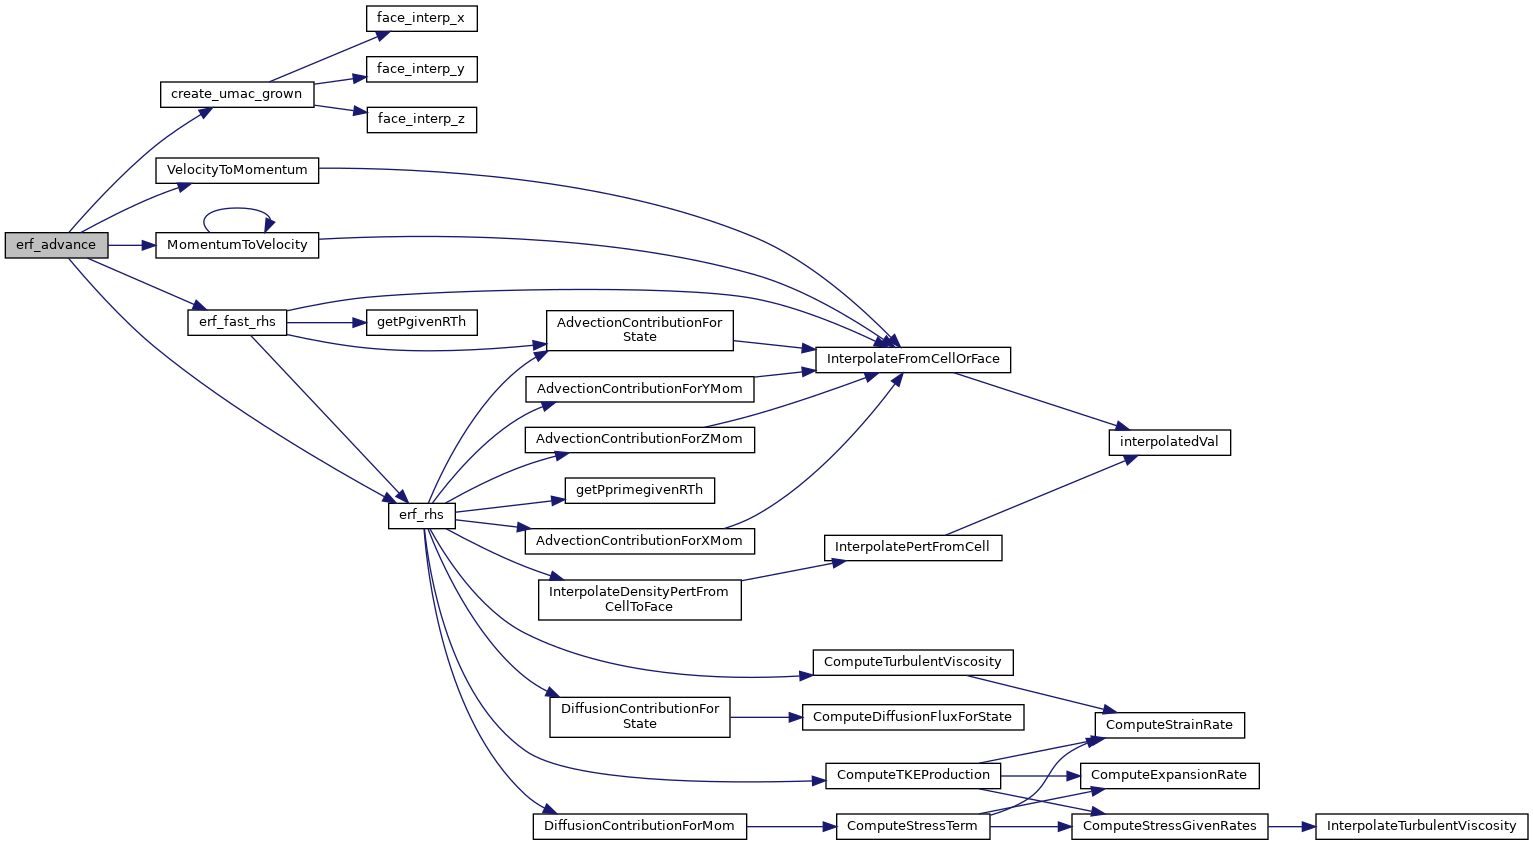 face_interp_x
face_interp_y
create_umac_grown
face_interp_z
VelocityToMomentum
erf_advance
MomentumToVelocity
erf_fast_rhs
getPgivenRTh
AdvectionContributionFor
State
InterpolateFromCellOrFace
AdvectionContributionForYMom
AdvectionContributionForZMom
interpolatedVal
getPprimegivenRTh
erf_rhs
AdvectionContributionForXMom
InterpolatePertFromCell
InterpolateDensityPertFrom
CellToFace
ComputeTurbulentViscosity
DiffusionContributionFor
State
ComputeDiffusionFluxForState
ComputeStrainRate
ComputeTKEProduction
ComputeExpansionRate
DiffusionContributionForMom
ComputeStressTerm
ComputeStressGivenRates
InterpolateTurbulentViscosity